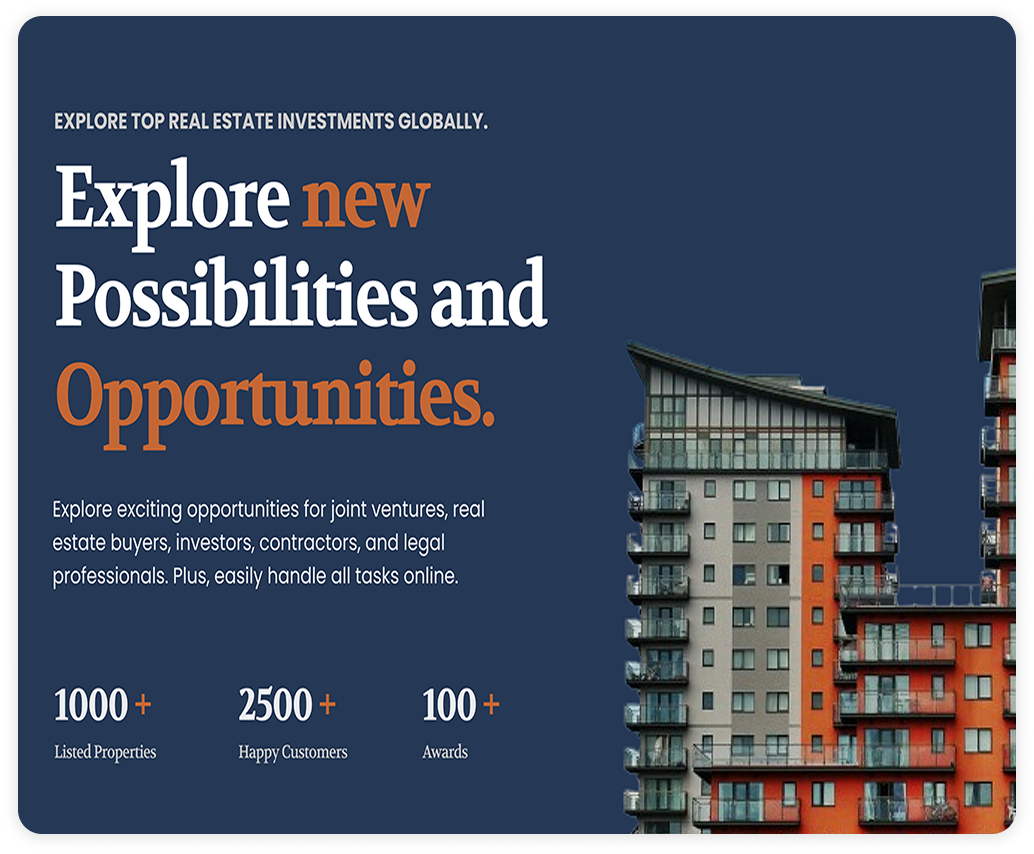 EXPLORE TOP REAL ESTATE INVESTMENTS GLOBALLY.
Explore new
Possibilities and
Opportunities.
Explore exciting opportunities for joint ventures, real
estate buyers, investors, contractors, and legal
professionals. Plus, easily handle all tasks online.
1000 + 2500 + 100 +
Listed Properties Happy Customers Awards